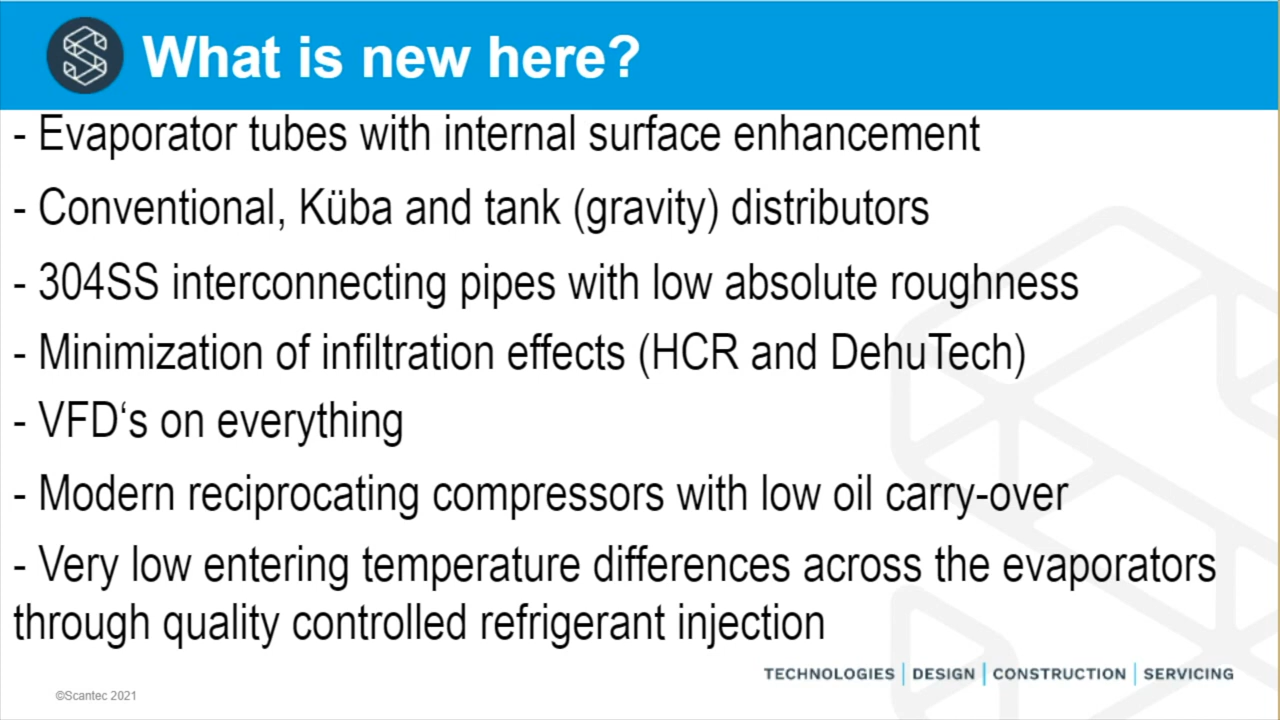 What is new here?
- Evaporator tubes with internal surface enhancement
- Conventional, Küba and tank (gravity) distributors
- 304SS interconnecting pipes with low absolute roughness
- Minimization of infiltration effects (HCR and DehuTech)
- VFD‘s on everything
- Modern reciprocating compressors with low oil carry-over
- Very low entering temperature differences across the evaporators
through quality controlled refrigerant injection
TECHNOLOGIES | DESIGN | CONSTRUCTION | SERVICING
©Scantec 2021